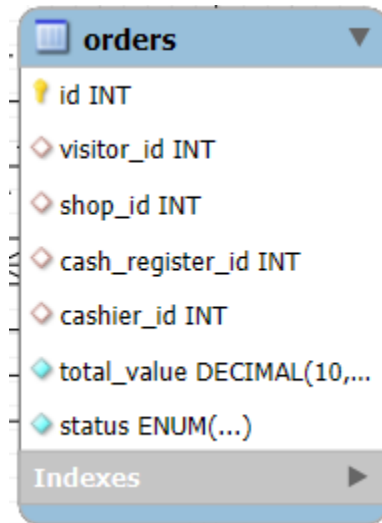 orders
id INT
visitor_id INT
shop_id INT
cash_register_id INT
cashier_id INT
total_value DECIMAL(10,...
status ENUM(...)
Indexes